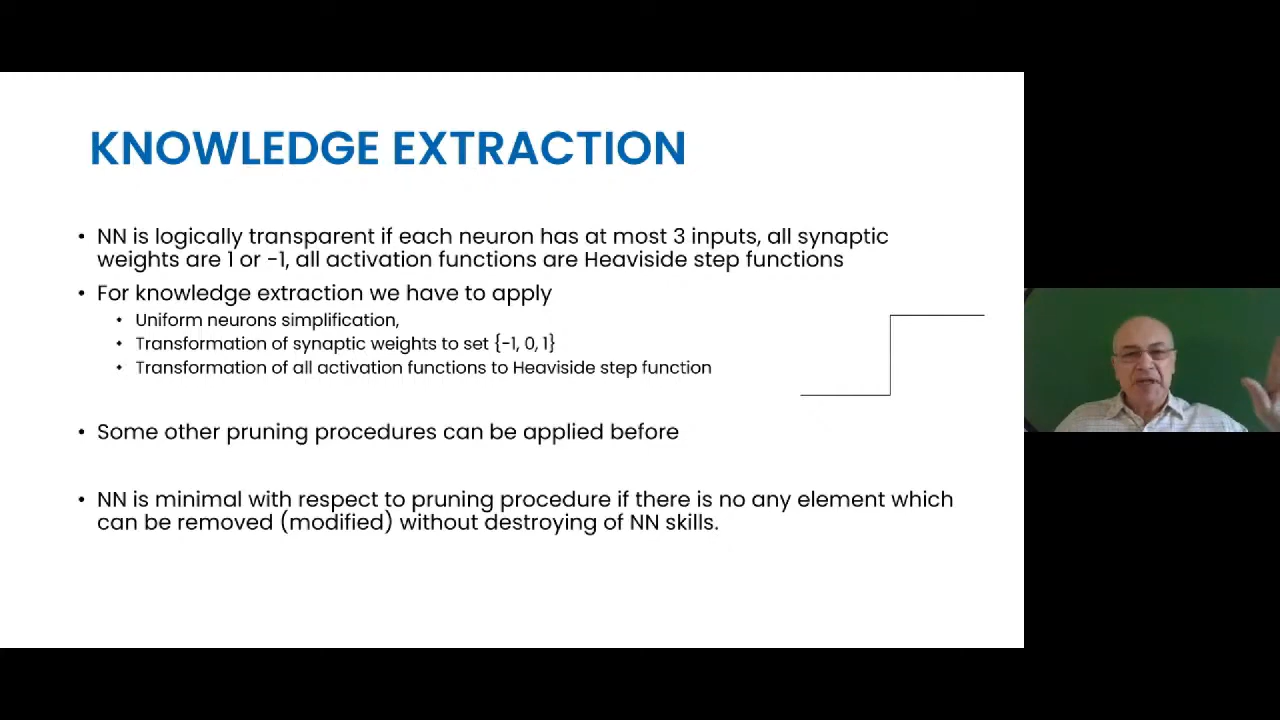 KNOWLEDGE EXTRACTION
• NN is logically transparent if each neuron has at most 3 inputs, all synaptic
weights are 1 or -1, all activation functions are Heaviside step functions
• For knowledge extraction we have to apply
• Uniform neurons simplification,
• Transformation of synaptic weights to set {-1, 0, 1}
• Transformation of all activation functions to Heaviside step function
• Some other pruning procedures can be applied before
• NN is minimal with respect to pruning procedure if there is no any element which
can be removed (modified) without destroying of NN skills.